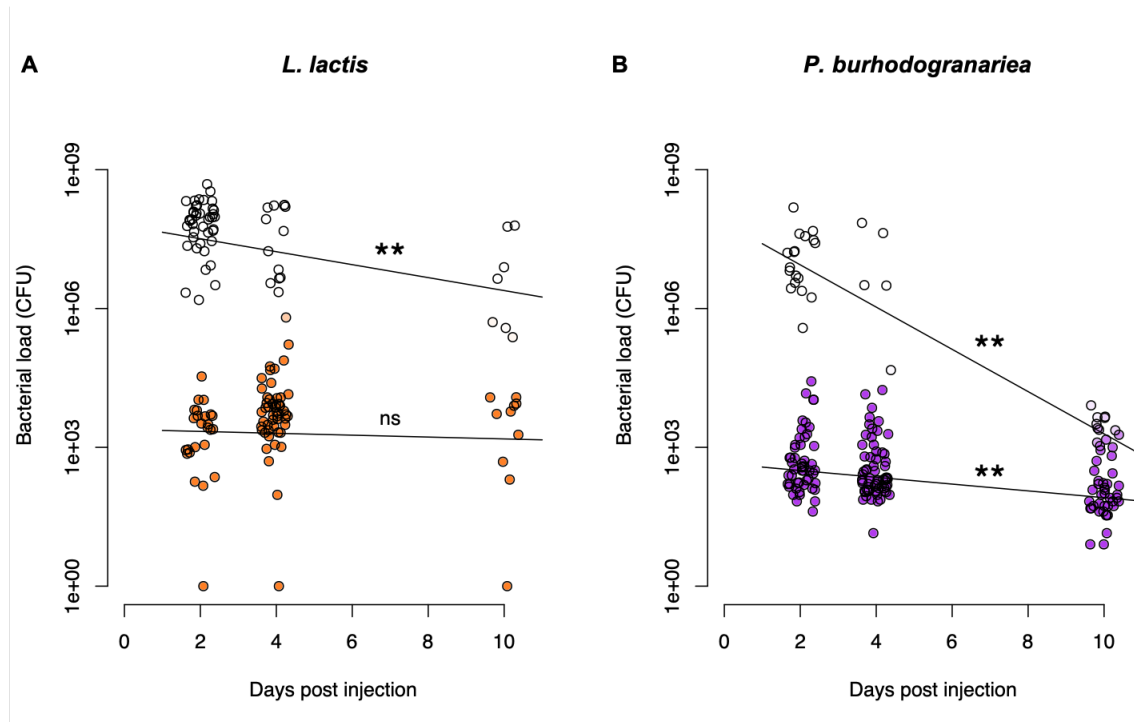 A
L. lactis
Bacterial load (CFU)
1e+09
1e+06
1e+03
1e+00
**
ns
0 2 4 6 8 10
Days post injection
B
P. burhodogranariea
Bacterial load (CFU)
1e+09
1e+06
1e+03
1e+00
**
**
0 2 4 6 8 10
Days post injection